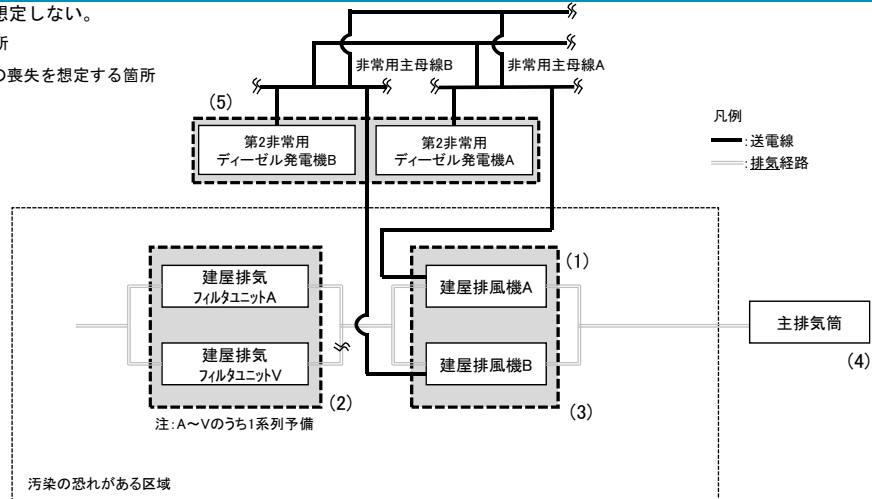 想定しない。
所
の喪失を想定する箇所
非常用主母線B
非常用主母線A
(5)
第2非常用
ディーゼル発電機B
第2非常用
ディーゼル発電機A
凡例
:送電線
:排気経路
建屋排気
フィルタユニットA
建屋排気
フィルタユニットV
(2)
注:A~Vのうち1系列予備
(1)
建屋排風機A
建屋排風機B
(3)
主排気筒
(4)
汚染の恐れがある区域